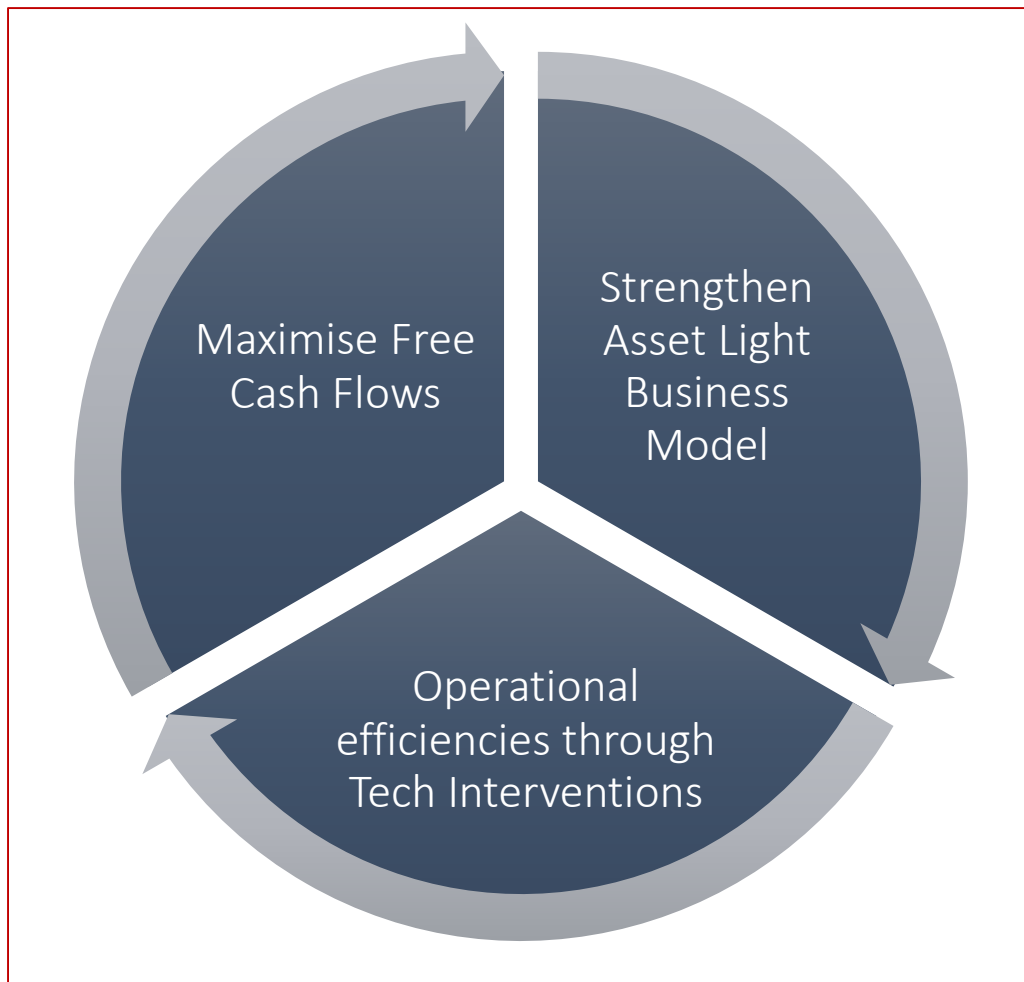 Maximise Free
Cash Flows
Strengthen
Asset Light
Business
Model
Operational
efficiencies through
Tech Interventions